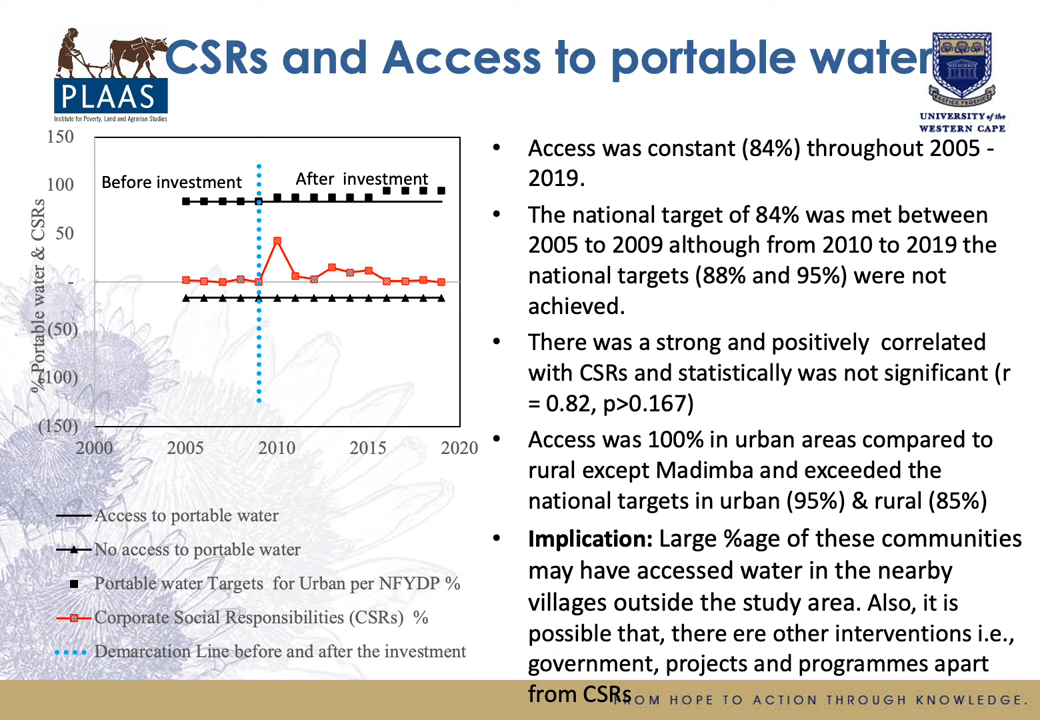 CSRs and Access to portable water
PLAAS
Institute for Poverty, Land and Agrarian Studies
UNIVERSITY of the
WESTERN CAPE
150
100
50
-
(50)
(100)
(150)
% Portable water & CSRs
Before investment
After investment
2000 2005 2010 2015 2020
Access to portable water
No access to portable water
Portable water Targets for Urban per NFYDP %
Corporate Social Responsibilities (CSRs) %
Demarcation Line before and after the investment
• Access was constant (84%) throughout 2005 -
2019.
• The national target of 84% was met between
2005 to 2009 although from 2010 to 2019 the
national targets (88% and 95%) were not
achieved.
• There was a strong and positively correlated
with CSRs and statistically was not significant (r
= 0.82, p>0.167)
• Access was 100% in urban areas compared to
rural except Madimba and exceeded the
national targets in urban (95%) & rural (85%)
• Implication: Large %age of these communities
may have accessed water in the nearby
villages outside the study area. Also, it is
possible that, there ere other interventions i.e.,
government, projects and programmes apart
from CSRs
FROM HOPE TO ACTION THROUGH KNOWLEDGE.